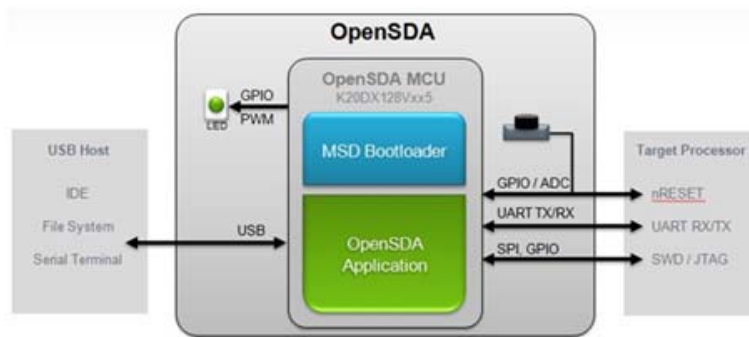 OpenSDA
OpenSDA MCU
K20DX128Vxx5
GPIO
PWM
LED
MSD Bootloader
USB Host
IDE
File System
Serial Terminal
USB
OpenSDA
Application
GPIO / ADC
UART TX/RX
SPI, GPIO
Target Processor
nRESET
UART RX/TX
SWD / JTAG